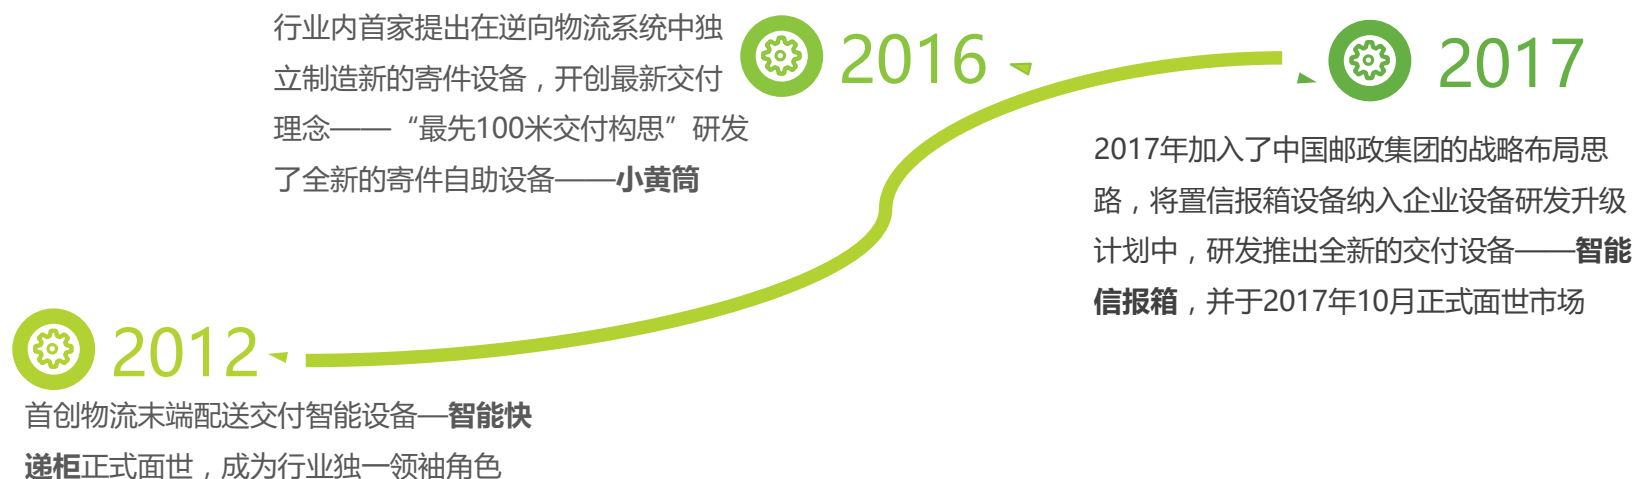 行业内首家提出在逆向物流系统中独
立制造新的寄件设备，开创最新交付
理念——“最先100米交付构思”研发
了全新的寄件自助设备——小黄筒
2016
2017
2017年加入了中国邮政集团的战略布局思
路，将置信报箱设备纳入企业设备研发升级
计划中，研发推出全新的交付设备——智能
信报箱，并于2017年10月正式面世市场
2012
首创物流末端配送交付智能设备—智能快
递柜正式面世，成为行业独一领袖角色